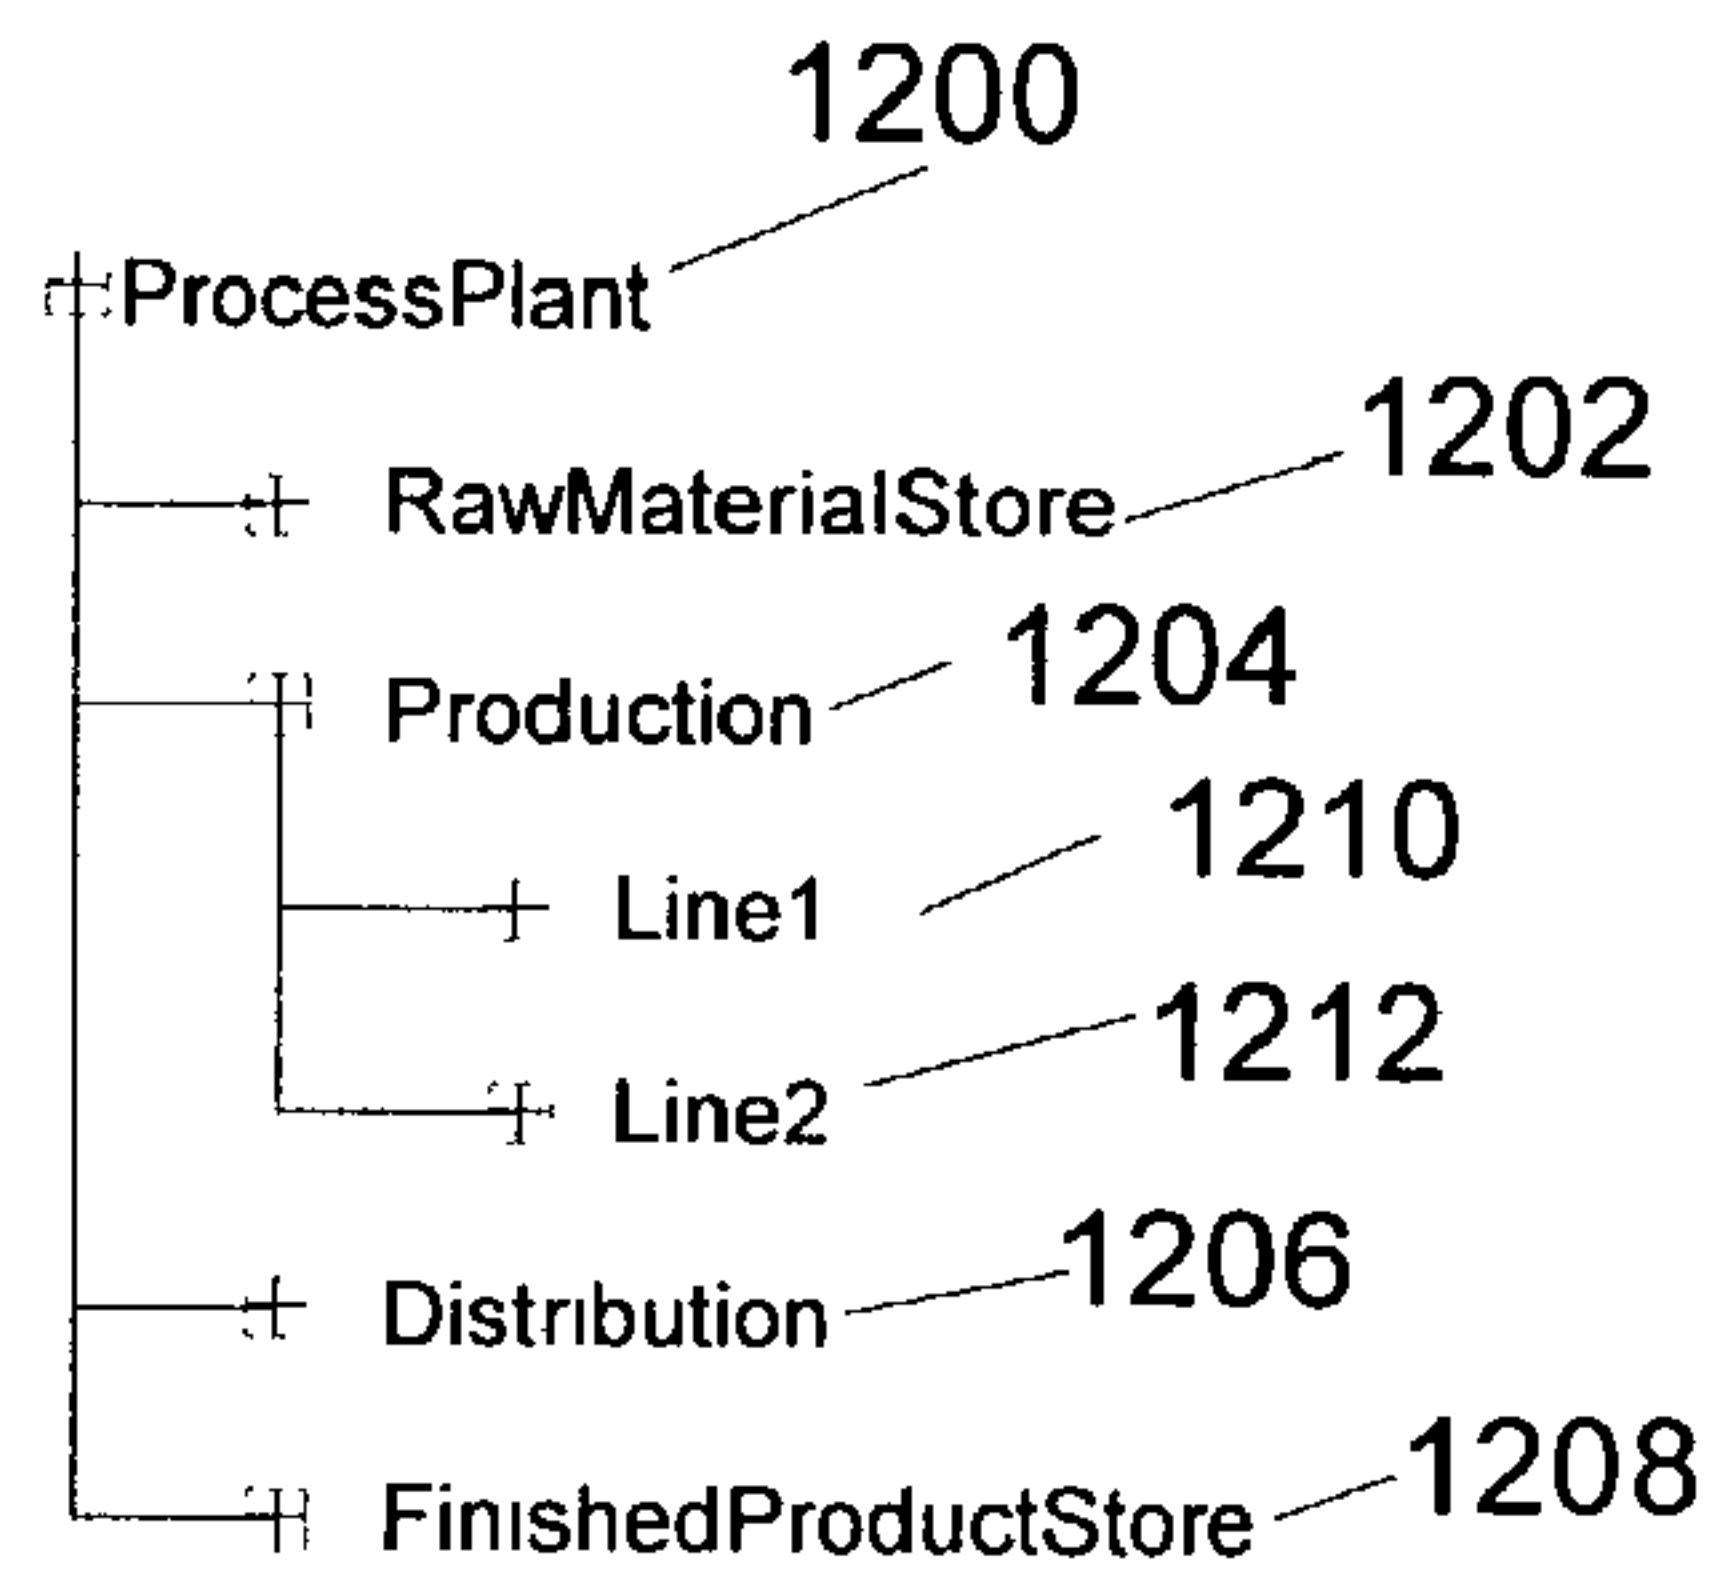 1200
ProcessPlant
1202
RawMaterialStore
1204
Production
1210
Line1
1212
Line2
1206
Distribution
1208
FinishedProductStore